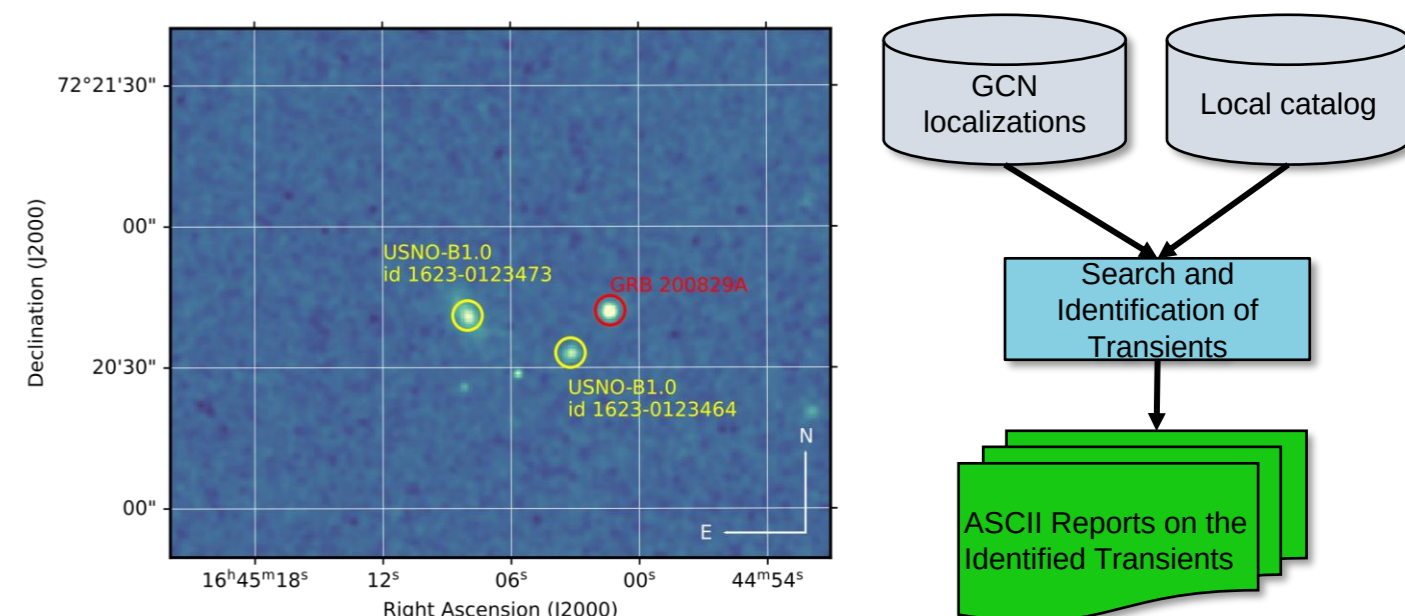 72°21'30"
00"
20'30"
00"
Declination (J2000)
USNO-B1.0
id 1623-0123473
GRB 200829A
USNO-B1.0
id 1623-0123464
N
E
16ʰ45ᵐ18ˢ
12ˢ
06ˢ
00ˢ
44ᵐ54ˢ
Right Ascension (J2000)
GCN
localizations
Local catalog
Search and
Identification of
Transients
ASCII Reports on the
Identified Transients